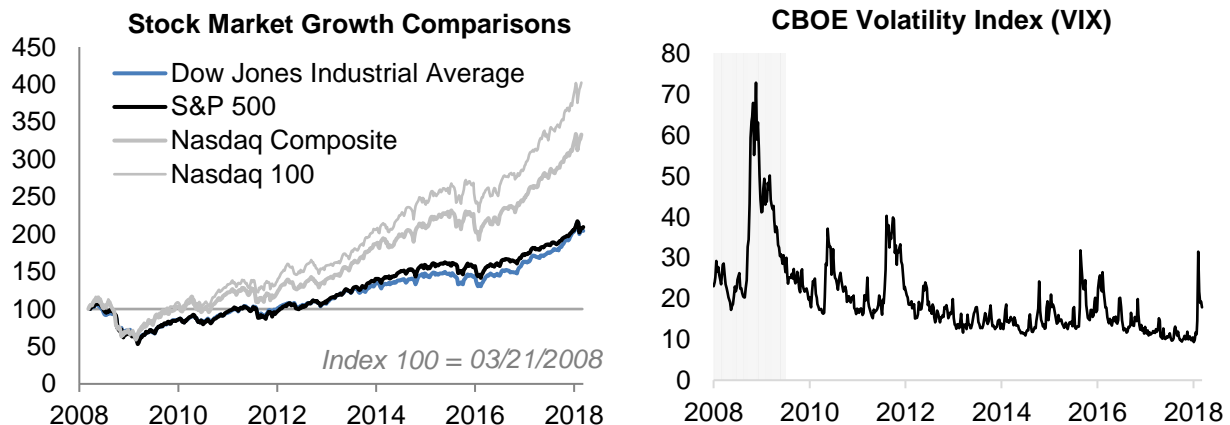 Stock Market Growth Comparisons
450
400
350
300
250
200
150
100
50
0
Dow Jones Industrial Average
S&P 500
Nasdaq Composite
Nasdaq 100
Index 100 = 03/21/2008
2008 2010 2012 2014 2016 2018
CBOE Volatility Index (VIX)
80
70
60
50
40
30
20
10
0
2008 2010 2012 2014 2016 2018